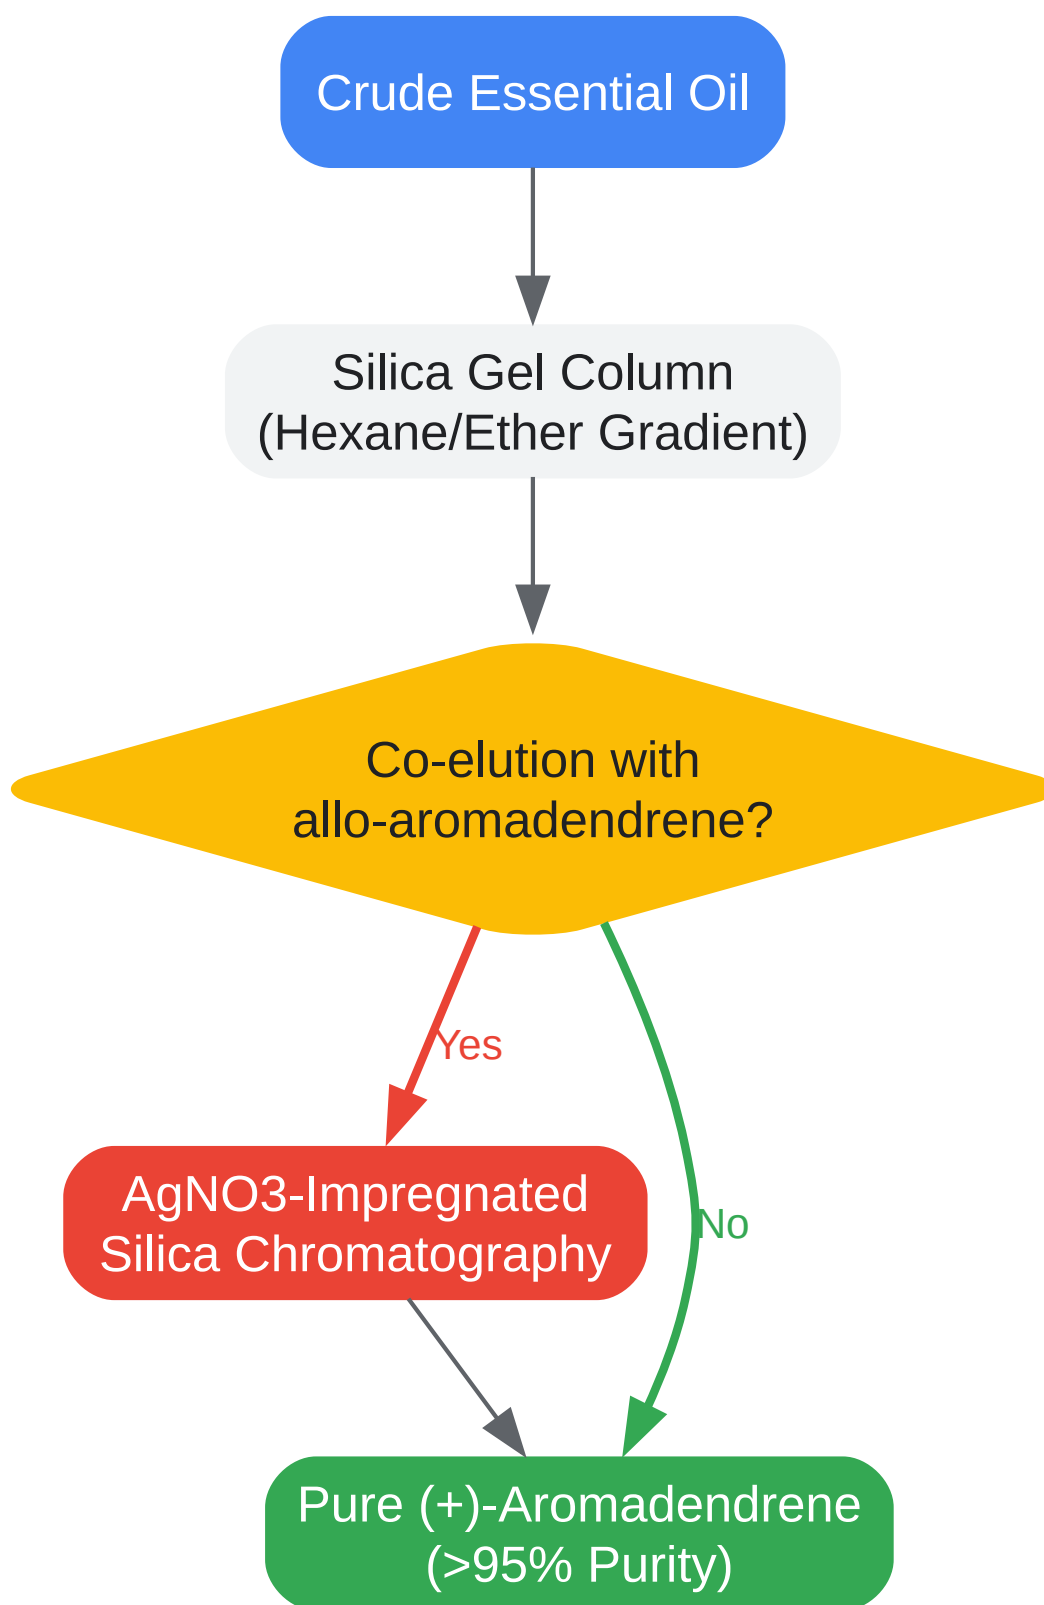 Crude Essential Oil
Silica Gel Column
(Hexane/Ether Gradient)
Co-elution with
allo-aromadendrene?
Yes
AgNO3-Impregnated
Silica Chromatography
No
Pure (+)-Aromadendrene
(>95% Purity)